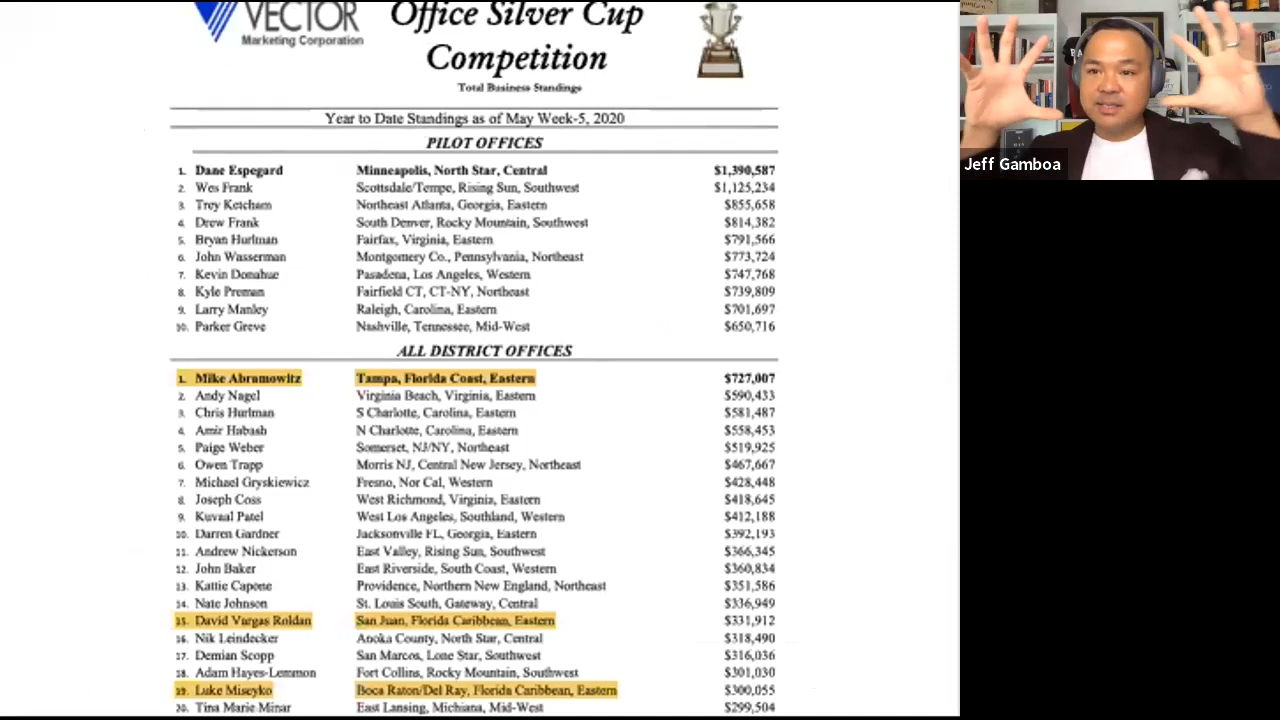 VECTOR
Marketing Corporation
Office Silver Cup
Competition
Total Business Standings
Year to Date Standings as of May Week-5, 2020
PILOT OFFICES
1. Dane Espegard Minneapolis, North Star, Central $1,390,587
2. Wes Frank Scottsdale/Tempe, Rising Sun, Southwest $1,125,234
3. Trey Ketcham Northeast Atlanta, Georgia, Eastern $855,658
4. Drew Frank South Denver, Rocky Mountain, Southwest $814,382
5. Bryan Hurlman Fairfax, Virginia, Eastern $791,566
6. John Wasserman Montgomery Co., Pennsylvania, Northeast $773,724
7. Kevin Donahue Pasadena, Los Angeles, Western $747,768
8. Kyle Preman Fairfield CT, CT-NY, Northeast $739,809
9. Larry Manley Raleigh, Carolina, Eastern $701,697
10. Parker Greve Nashville, Tennessee, Mid-West $650,716
ALL DISTRICT OFFICES
1. Mike Abramowitz Tampa, Florida Coast, Eastern $727,007
2. Andy Nagel Virginia Beach, Virginia, Eastern $590,433
3. Chris Hurlman S Charlotte, Carolina, Eastern $581,487
4. Amir Habash N Charlotte, Carolina, Eastern $558,453
5. Paige Weber Somerset, NJ/NY, Northeast $519,925
6. Owen Trapp Morris NJ, Central New Jersey, Northeast $467,667
7. Michael Gryskiewicz Fresno, Nor Cal, Western $428,448
8. Joseph Coss West Richmond, Virginia, Eastern $418,645
9. Kuvaal Patel West Los Angeles, Southland, Western $412,188
10. Darren Gardner Jacksonville FL, Georgia, Eastern $392,193
11. Andrew Nickerson East Valley, Rising Sun, Southwest $366,345
12. John Baker East Riverside, South Coast, Western $360,834
13. Kattie Capone Providence, Northern New England, Northeast $351,586
14. Nate Johnson St. Louis South, Gateway, Central $336,949
15. David Vargas Roldan San Juan, Florida Caribbean, Eastern $331,912
16. Nik Leindecker Anoka County, North Star, Central $318,490
17. Demian Scopp San Marcos, Lone Star, Southwest $316,036
18. Adam Hayes-Lemmon Fort Collins, Rocky Mountain, Southwest $301,030
19. Luke Miseyko Boca Raton/Del Ray, Florida Caribbean, Eastern $300,055
20. Tina Marie Minar East Lansing, Michiana, Mid-West $299,504
Jeff Gamboa